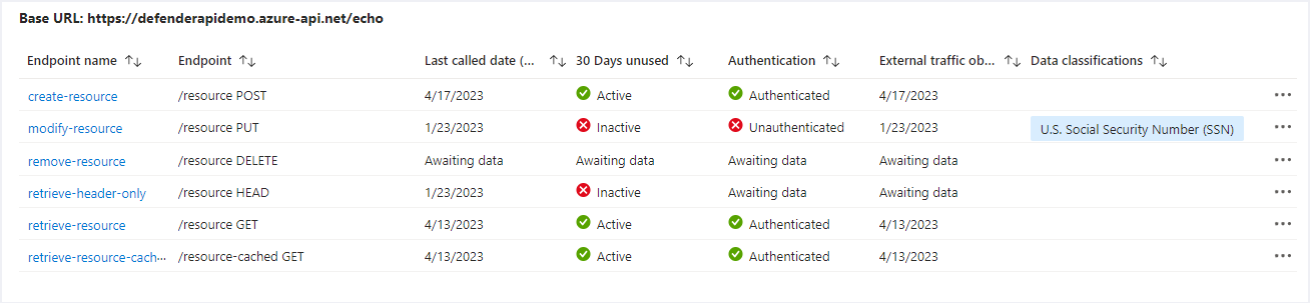 Base URL: https://defenderapidemo.azure-api.net/echo
Endpoint name Endpoint Last called date (... 30 Days unused Authentication External traffic ob... Data classifications
create-resource /resource POST 4/17/2023 Active Authenticated 4/17/2023
modify-resource /resource PUT 1/23/2023 Inactive Unauthenticated 1/23/2023 U.S. Social Security Number (SSN)
remove-resource /resource DELETE Awaiting data Awaiting data Awaiting data Awaiting data
retrieve-header-only /resource HEAD 1/23/2023 Inactive Awaiting data Awaiting data
retrieve-resource /resource GET 4/13/2023 Active Authenticated 4/13/2023
retrieve-resource-cach... /resource-cached GET 4/13/2023 Active Authenticated 4/13/2023